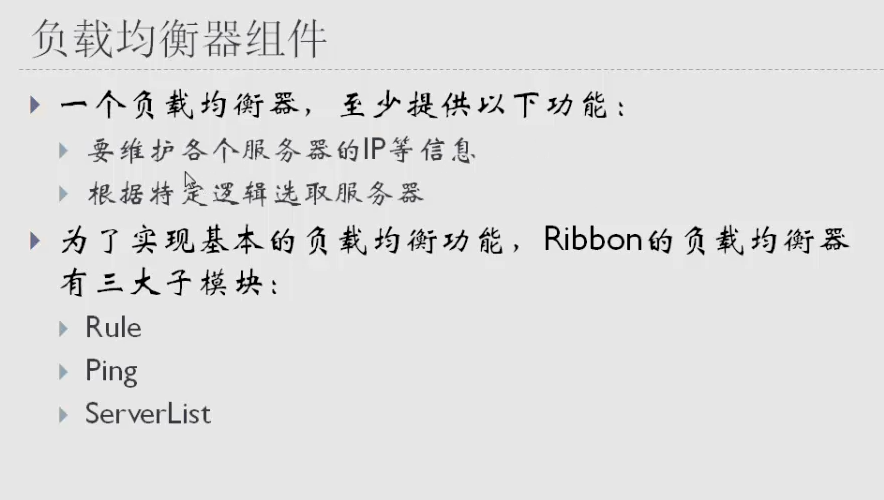 负载均衡器组件
一个负载均衡器，至少提供以下功能：
要维护各个服务器的IP等信息
根据特定逻辑选取服务器
为了实现基本的负载均衡功能，Ribbon的负载均衡器
有三大子模块：
Rule
Ping
ServerList